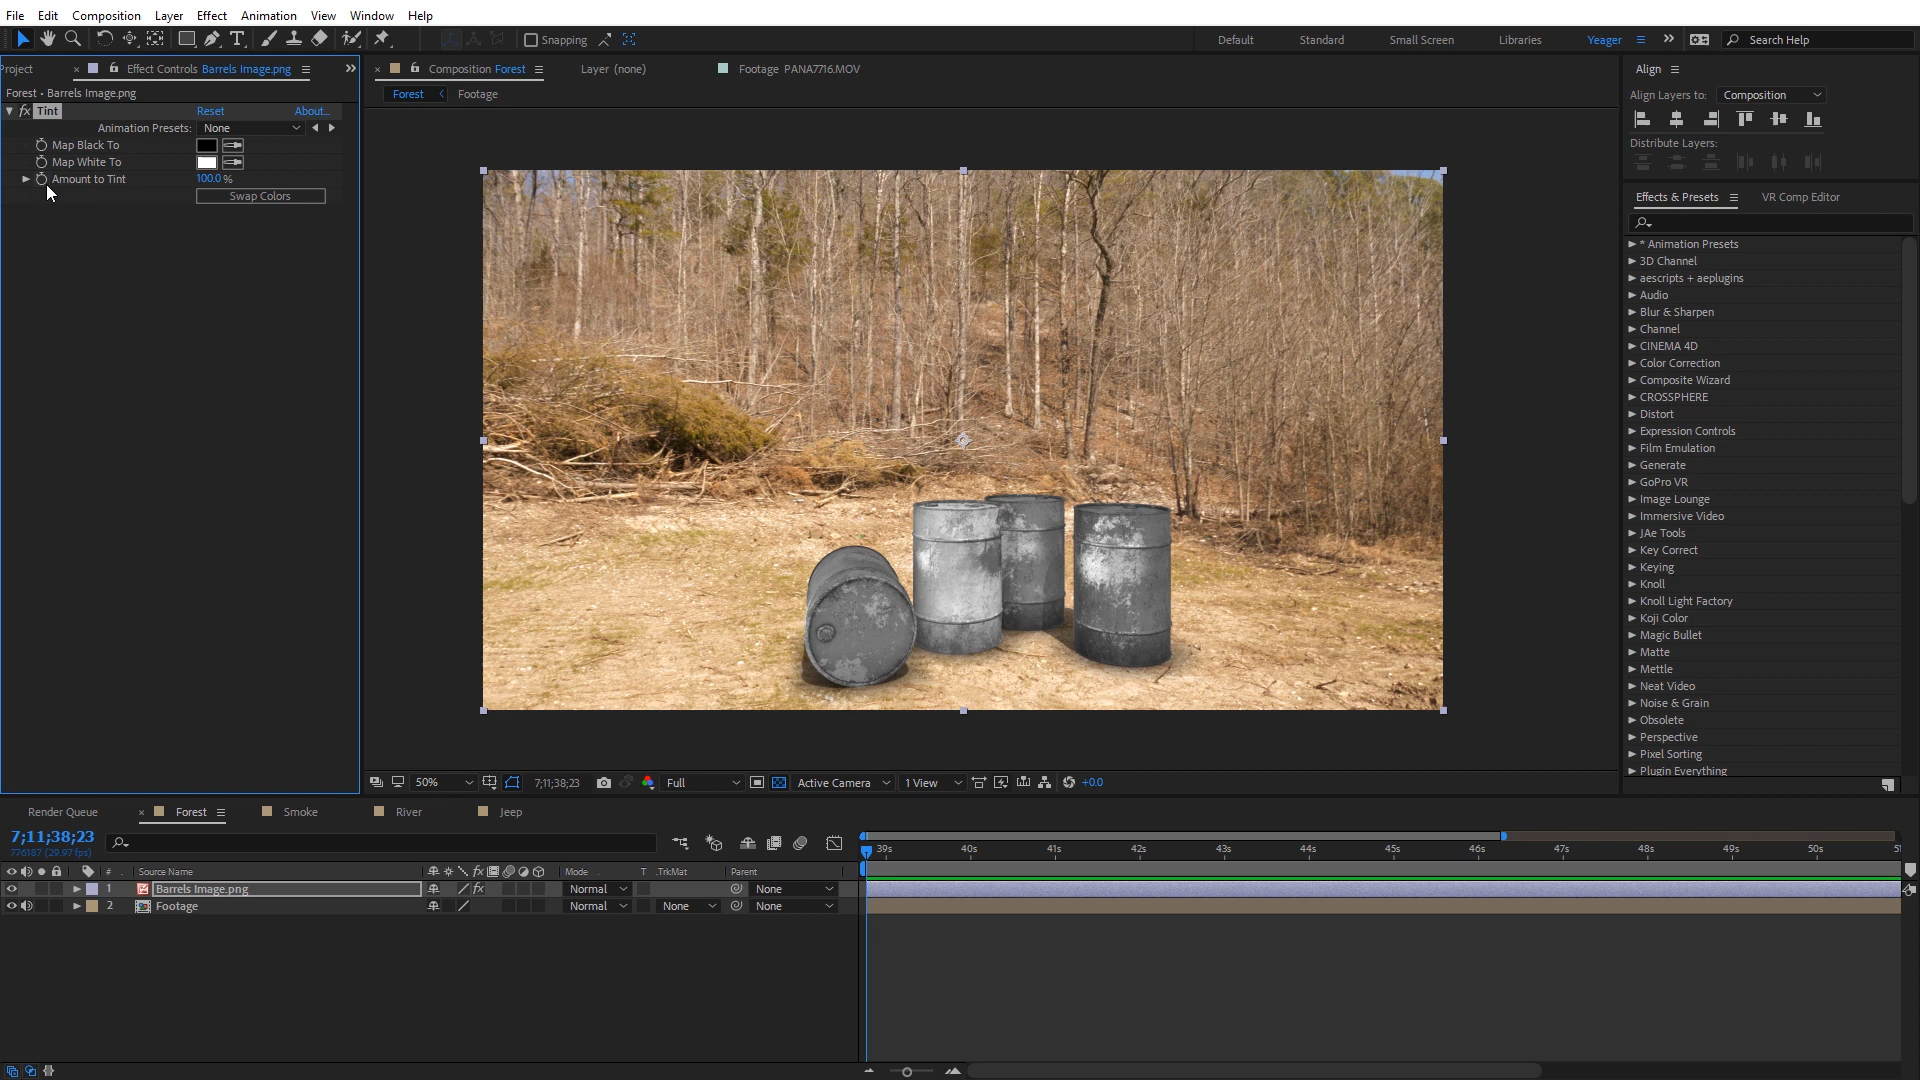 File Edit Composition Layer Effect Animation View Window Help
Snapping
Default Standard Small Screen Libraries Yeager Search Help
Project Effect Controls Barrels Image.png
Composition Forest Layer (none) Footage PANA7716.MOV
Align
Forest • Barrels Image.png
Forest Footage
Align Layers to: Composition
fx Tint Reset About...
Animation Presets: None
Map Black To
Map White To
Amount to Tint 100.0 %
Swap Colors
Distribute Layers:
Effects & Presets VR Comp Editor
* Animation Presets
3D Channel
aescripts + aeplugins
Audio
Blur & Sharpen
Channel
CINEMA 4D
Color Correction
Composite Wizard
CROSSPHERE
Distort
Expression Controls
Film Emulation
Generate
GoPro VR
Image Lounge
Immersive Video
JAe Tools
Key Correct
Keying
Knoll
Knoll Light Factory
Koji Color
Magic Bullet
Matte
Mettle
Neat Video
Noise & Grain
Obsolete
Perspective
Pixel Sorting
Plugin Everything
50% 7;11;38;23 Full Active Camera 1 View +0.0
Render Queue Forest Smoke River Jeep
7;11;38;23
776187 (29.97 fps)
39s 40s 41s 42s 43s 44s 45s 46s 47s 48s 49s 50s
# Source Name fx Mode T .TrkMat Parent
1 Barrels Image.png fx Normal None
2 Footage Normal None None